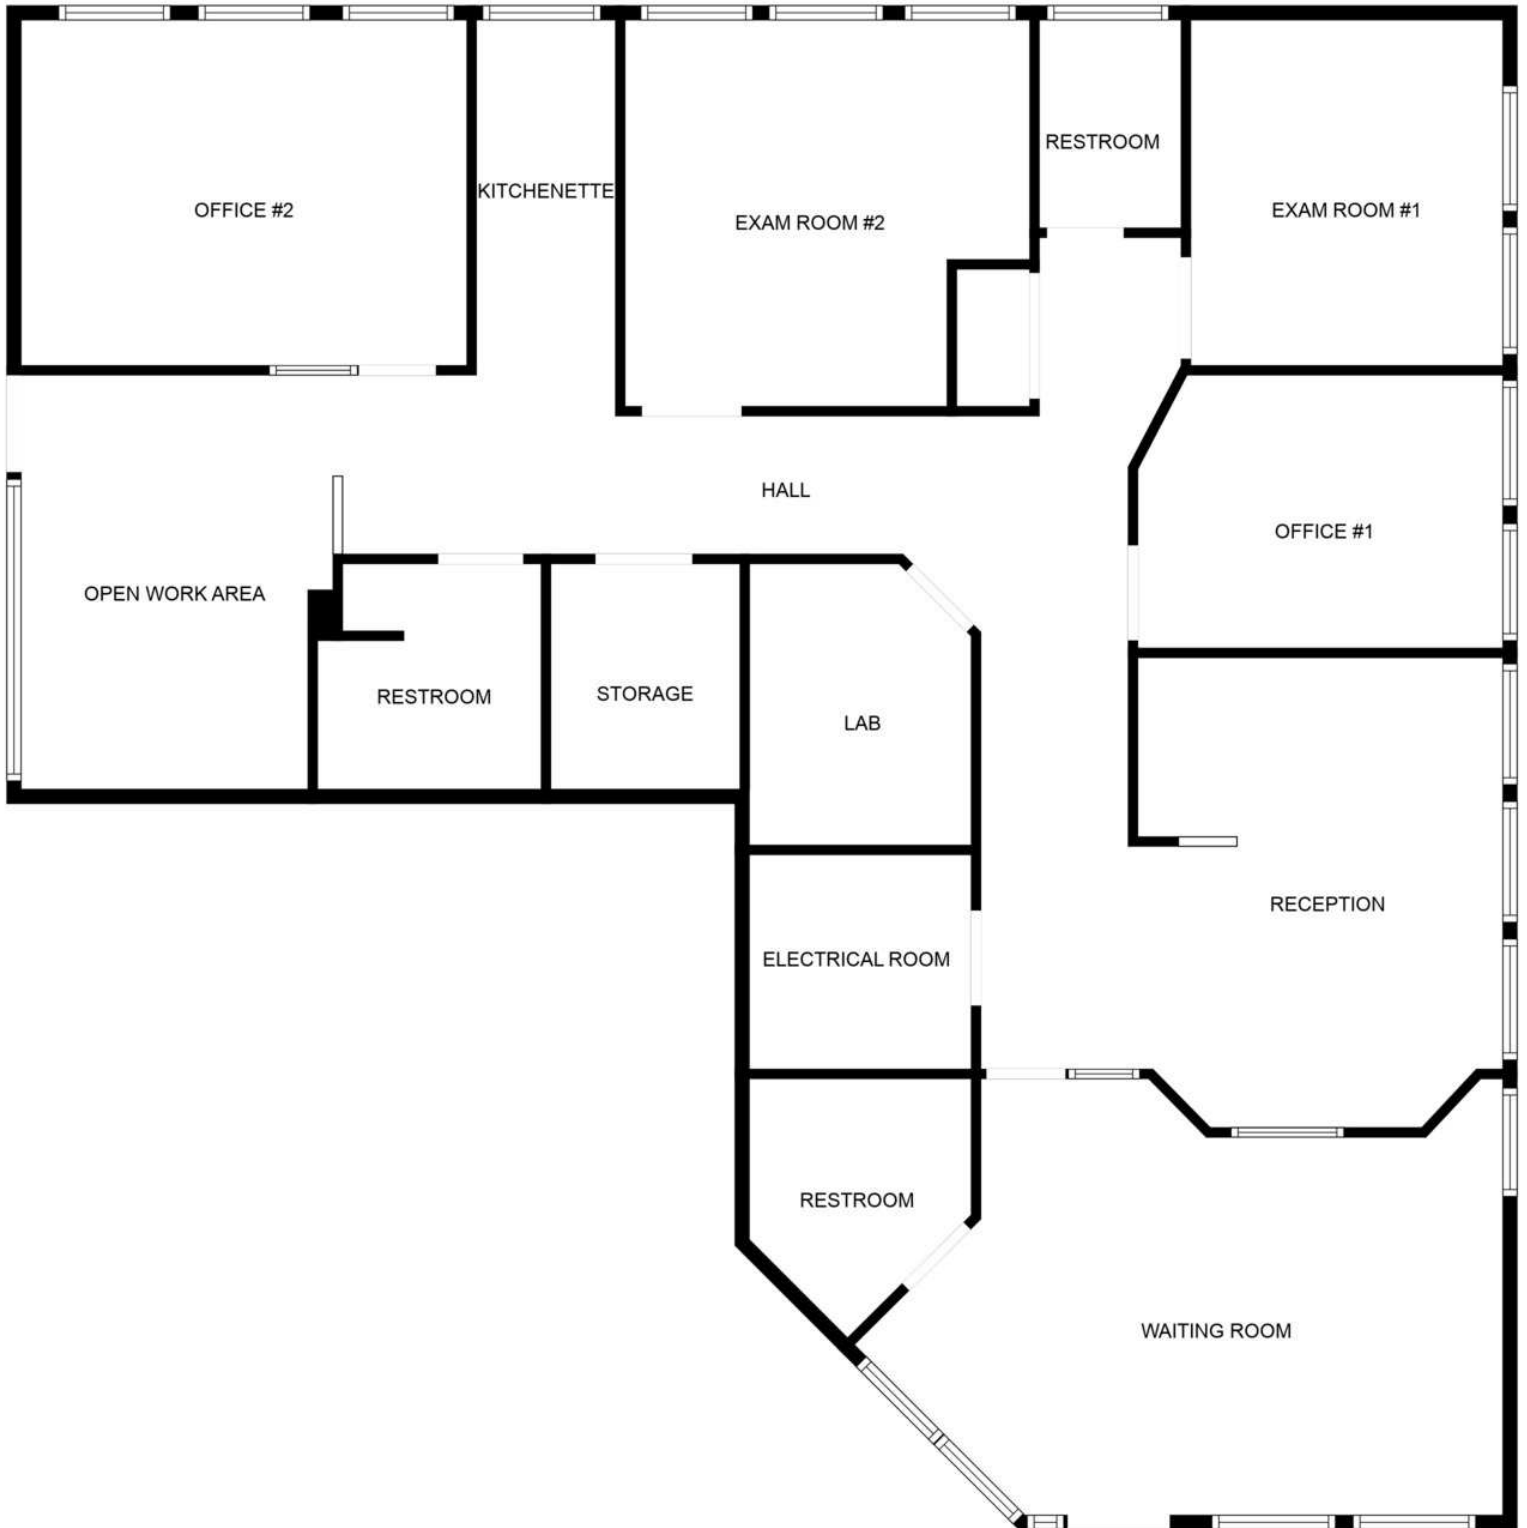 RESTROOM
KITCHENETTE
OFFICE #2
EXAM ROOM #2
EXAM ROOM #1
HALL
OFFICE #1
OPEN WORK AREA
RESTROOM
STORAGE
LAB
RECEPTION
ELECTRICAL ROOM
RESTROOM
WAITING ROOM